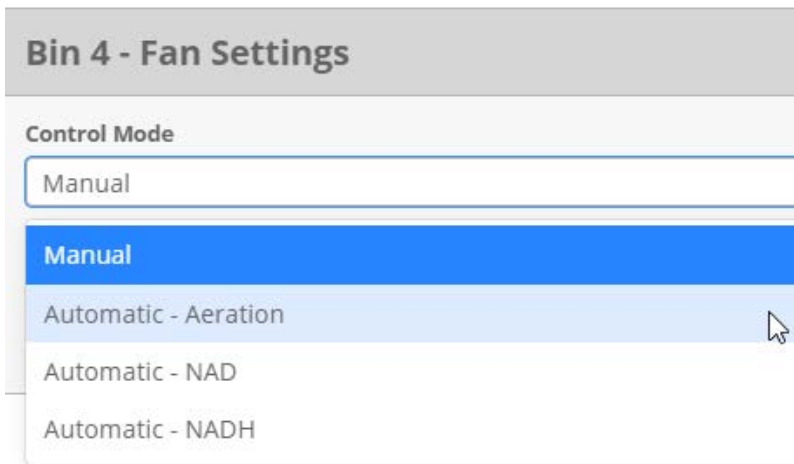 Bin 4 - Fan Settings
Control Mode
Manual
Manual
Automatic - Aeration
Automatic - NAD
Automatic - NADH